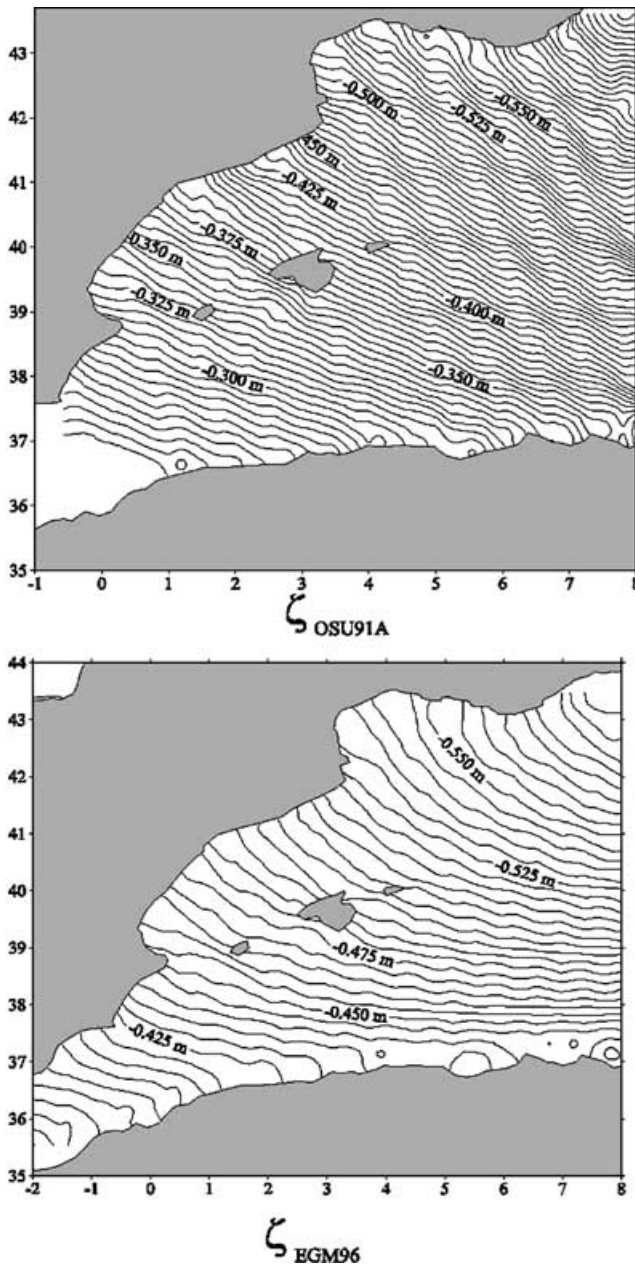 43
42
41
40
39
38
37
36
35
-0.500 m
-0.525 m
-0.550 m
450 m
-0.425 m
-0.375 m
-0.350 m
-0.325 m
-0.400 m
-0.300 m
-0.350 m
-1 0 1 2 3 4 5 6 7 8
ζ OSU91A
44
43
42
41
40
39
38
37
36
35
-0.550 m
-0.525 m
-0.475 m
-0.450 m
-0.425 m
-2 -1 0 1 2 3 4 5 6 7 8
ζ EGM96